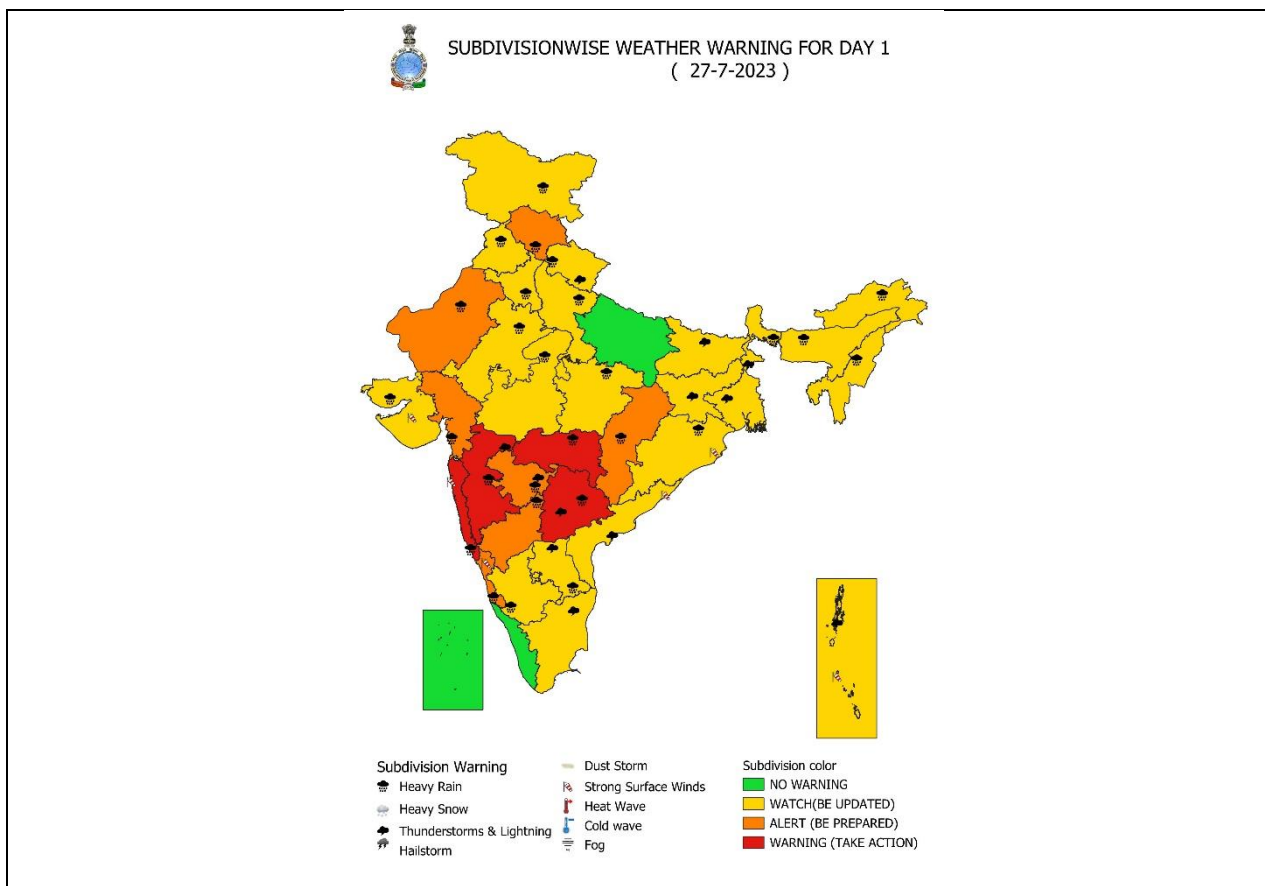 SUBDIVISIONWISE WEATHER WARNING FOR DAY 1
( 27-7-2023 )
Subdivision Warning
Heavy Rain
Heavy Snow
Thunderstorms & Lightning
Hailstorm
Dust Storm
Strong Surface Winds
Heat Wave
Cold wave
Fog
Subdivision color
NO WARNING
WATCH(BE UPDATED)
ALERT (BE PREPARED)
WARNING (TAKE ACTION)